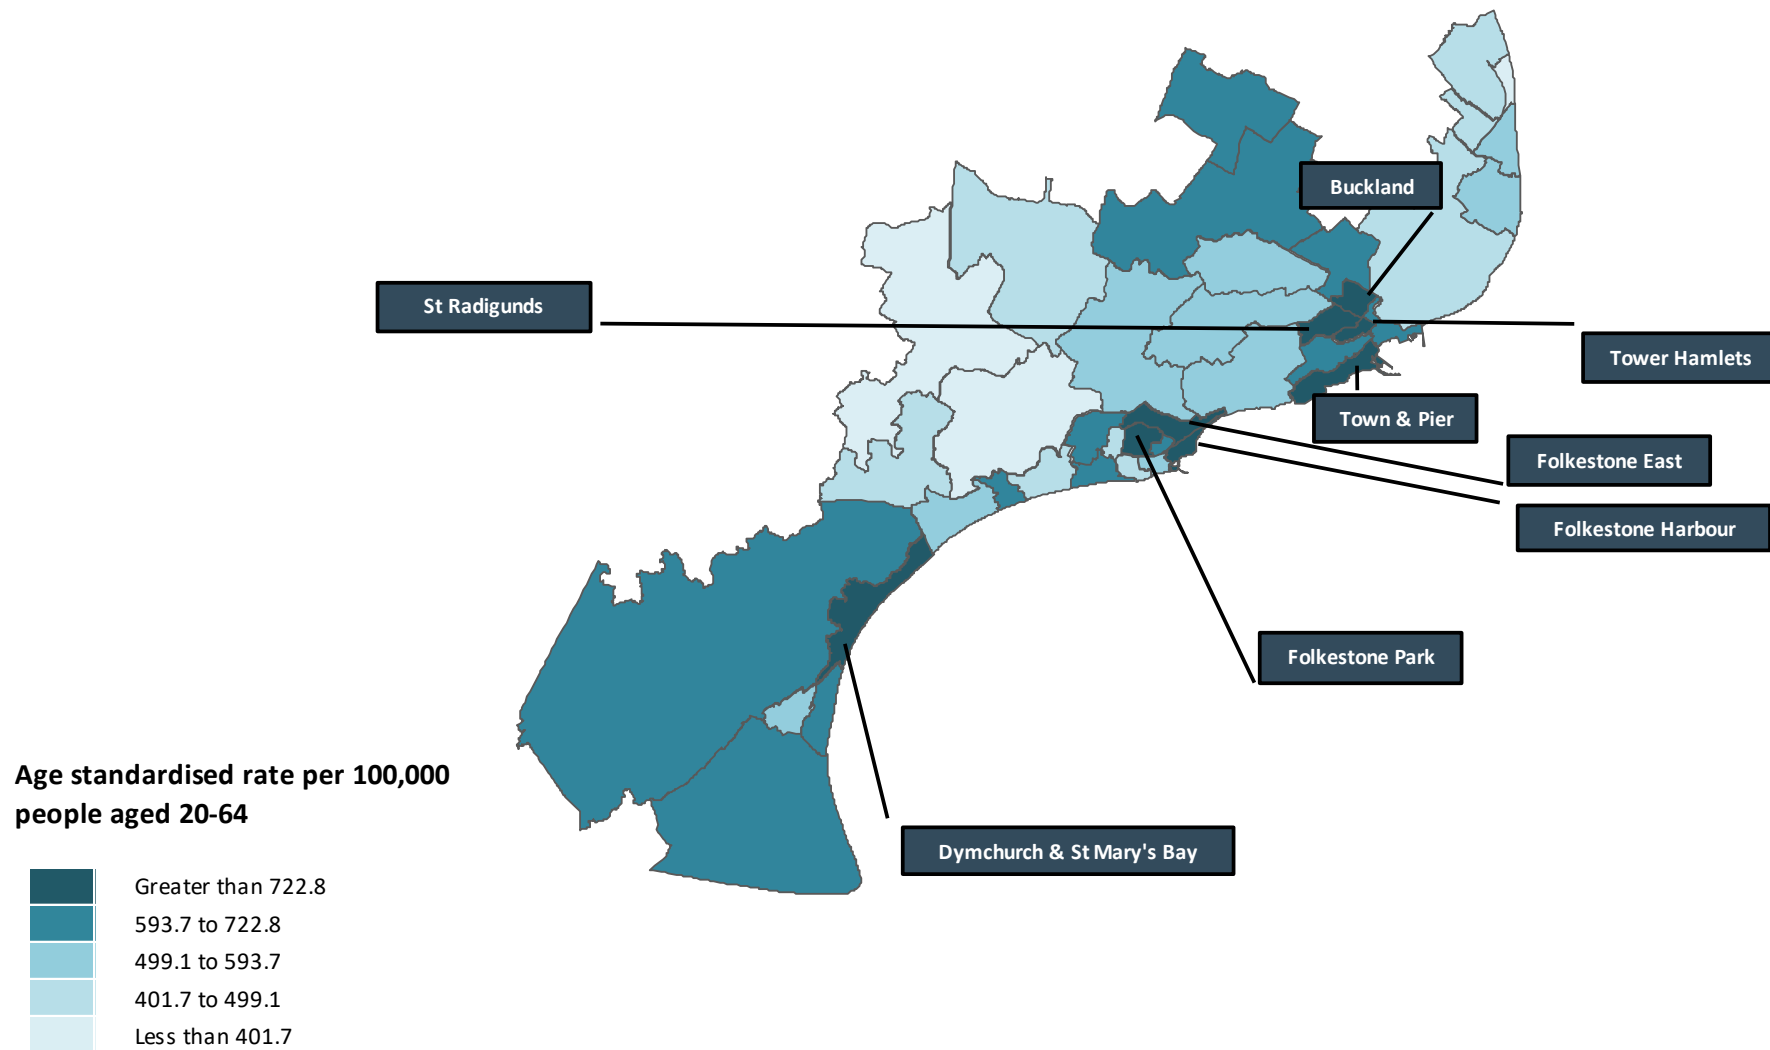 Buckland
St Radigunds
Tower Hamlets
Town & Pier
Folkestone East
Folkestone Harbour
Folkestone Park
Dymchurch & St Mary's Bay
Age standardised rate per 100,000
people aged 20-64
Greater than 722.8
593.7 to 722.8
499.1 to 593.7
401.7 to 499.1
Less than 401.7